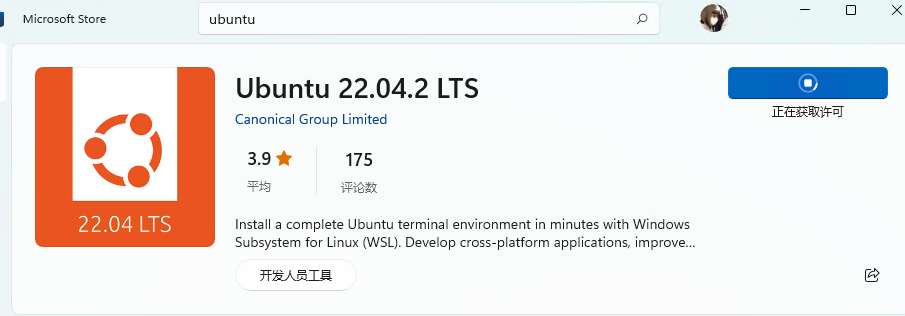 Microsoft Store
ubuntu
22.04 LTS
Ubuntu 22.04.2 LTS
Canonical Group Limited
3.9
平均
175
评论数
Install a complete Ubuntu terminal environment in minutes with Windows
Subsystem for Linux (WSL). Develop cross-platform applications, improve...
开发人员工具
正在获取许可